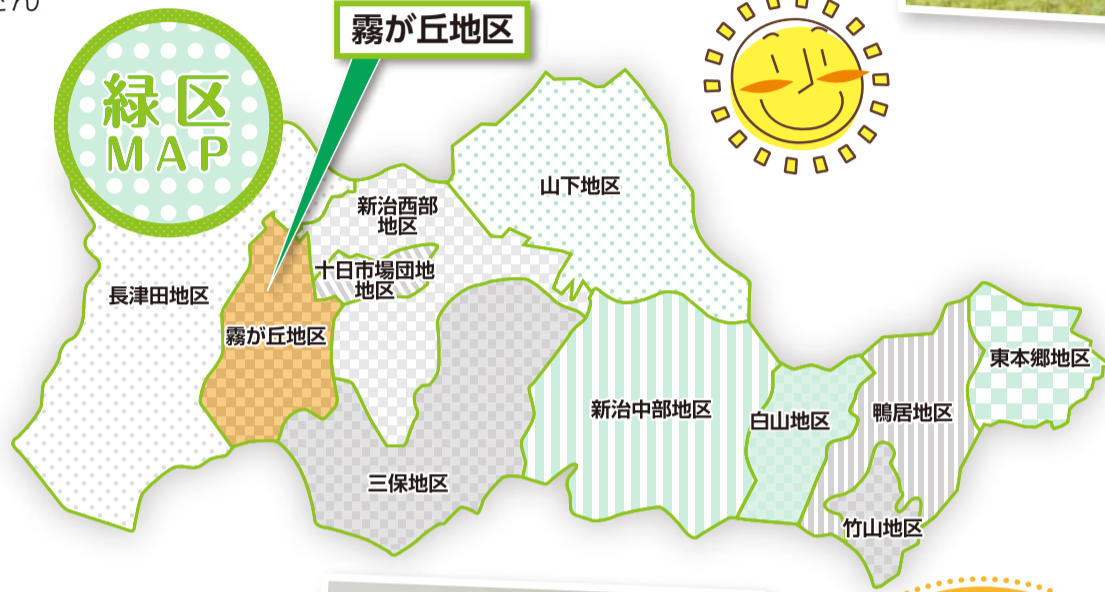 霧が丘地区
緑区
MAP
山下地区
新治西部
地区
十日市場団地
地区
長津田地区
霧が丘地区
東本郷地区
新治中部地区
白山地区
鴨居地区
三保地区
竹山地区